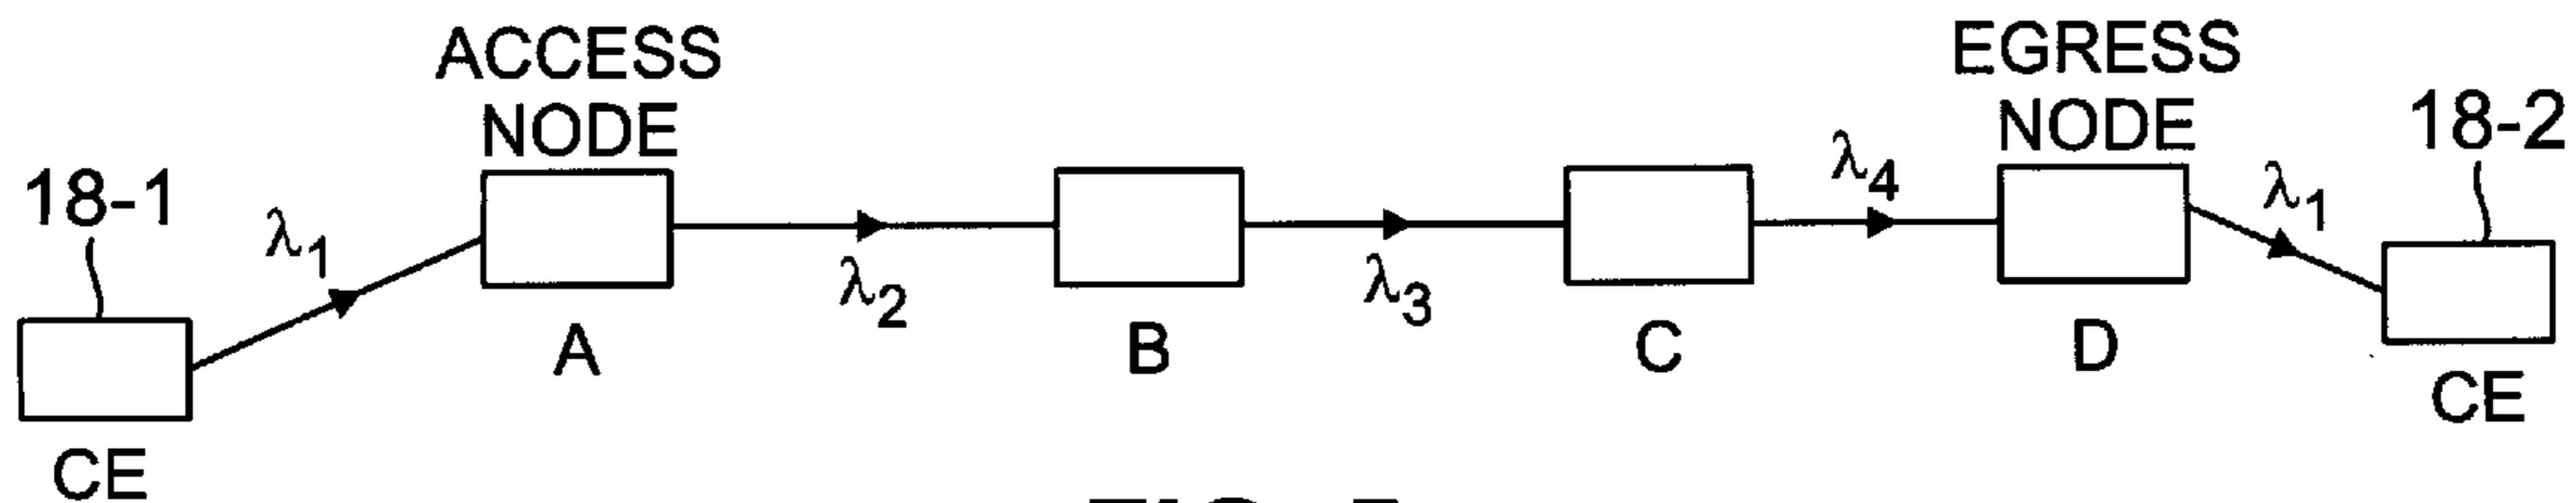 ACCESS
NODE
EGRESS
NODE
18-1
18-2
λ1
λ2
λ3
λ4
λ1
A
B
C
D
CE
CE